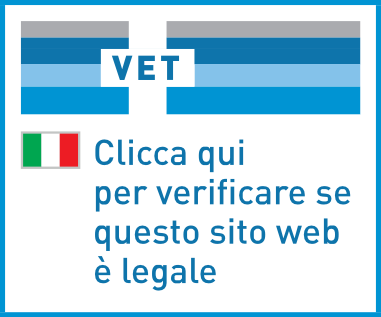 VET
Clicca qui
per verificare se
questo sito web
è legale